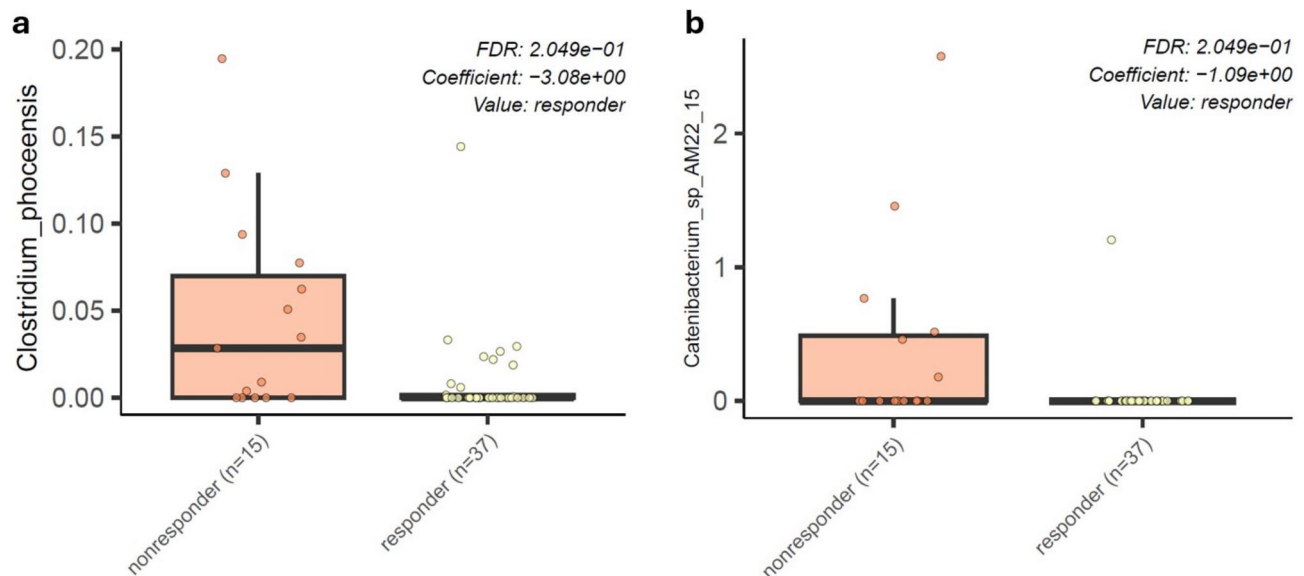 a
FDR: 2.049e−01
Coefficient: −3.08e+00
Value: responder
Clostridium_phoceensis
0.20
0.15
0.10
0.05
0.00
nonresponder (n=15)
responder (n=37)
b
FDR: 2.049e−01
Coefficient: −1.09e+00
Value: responder
Catenibacterium_sp_AM22_15
2
1
0
nonresponder (n=15)
responder (n=37)